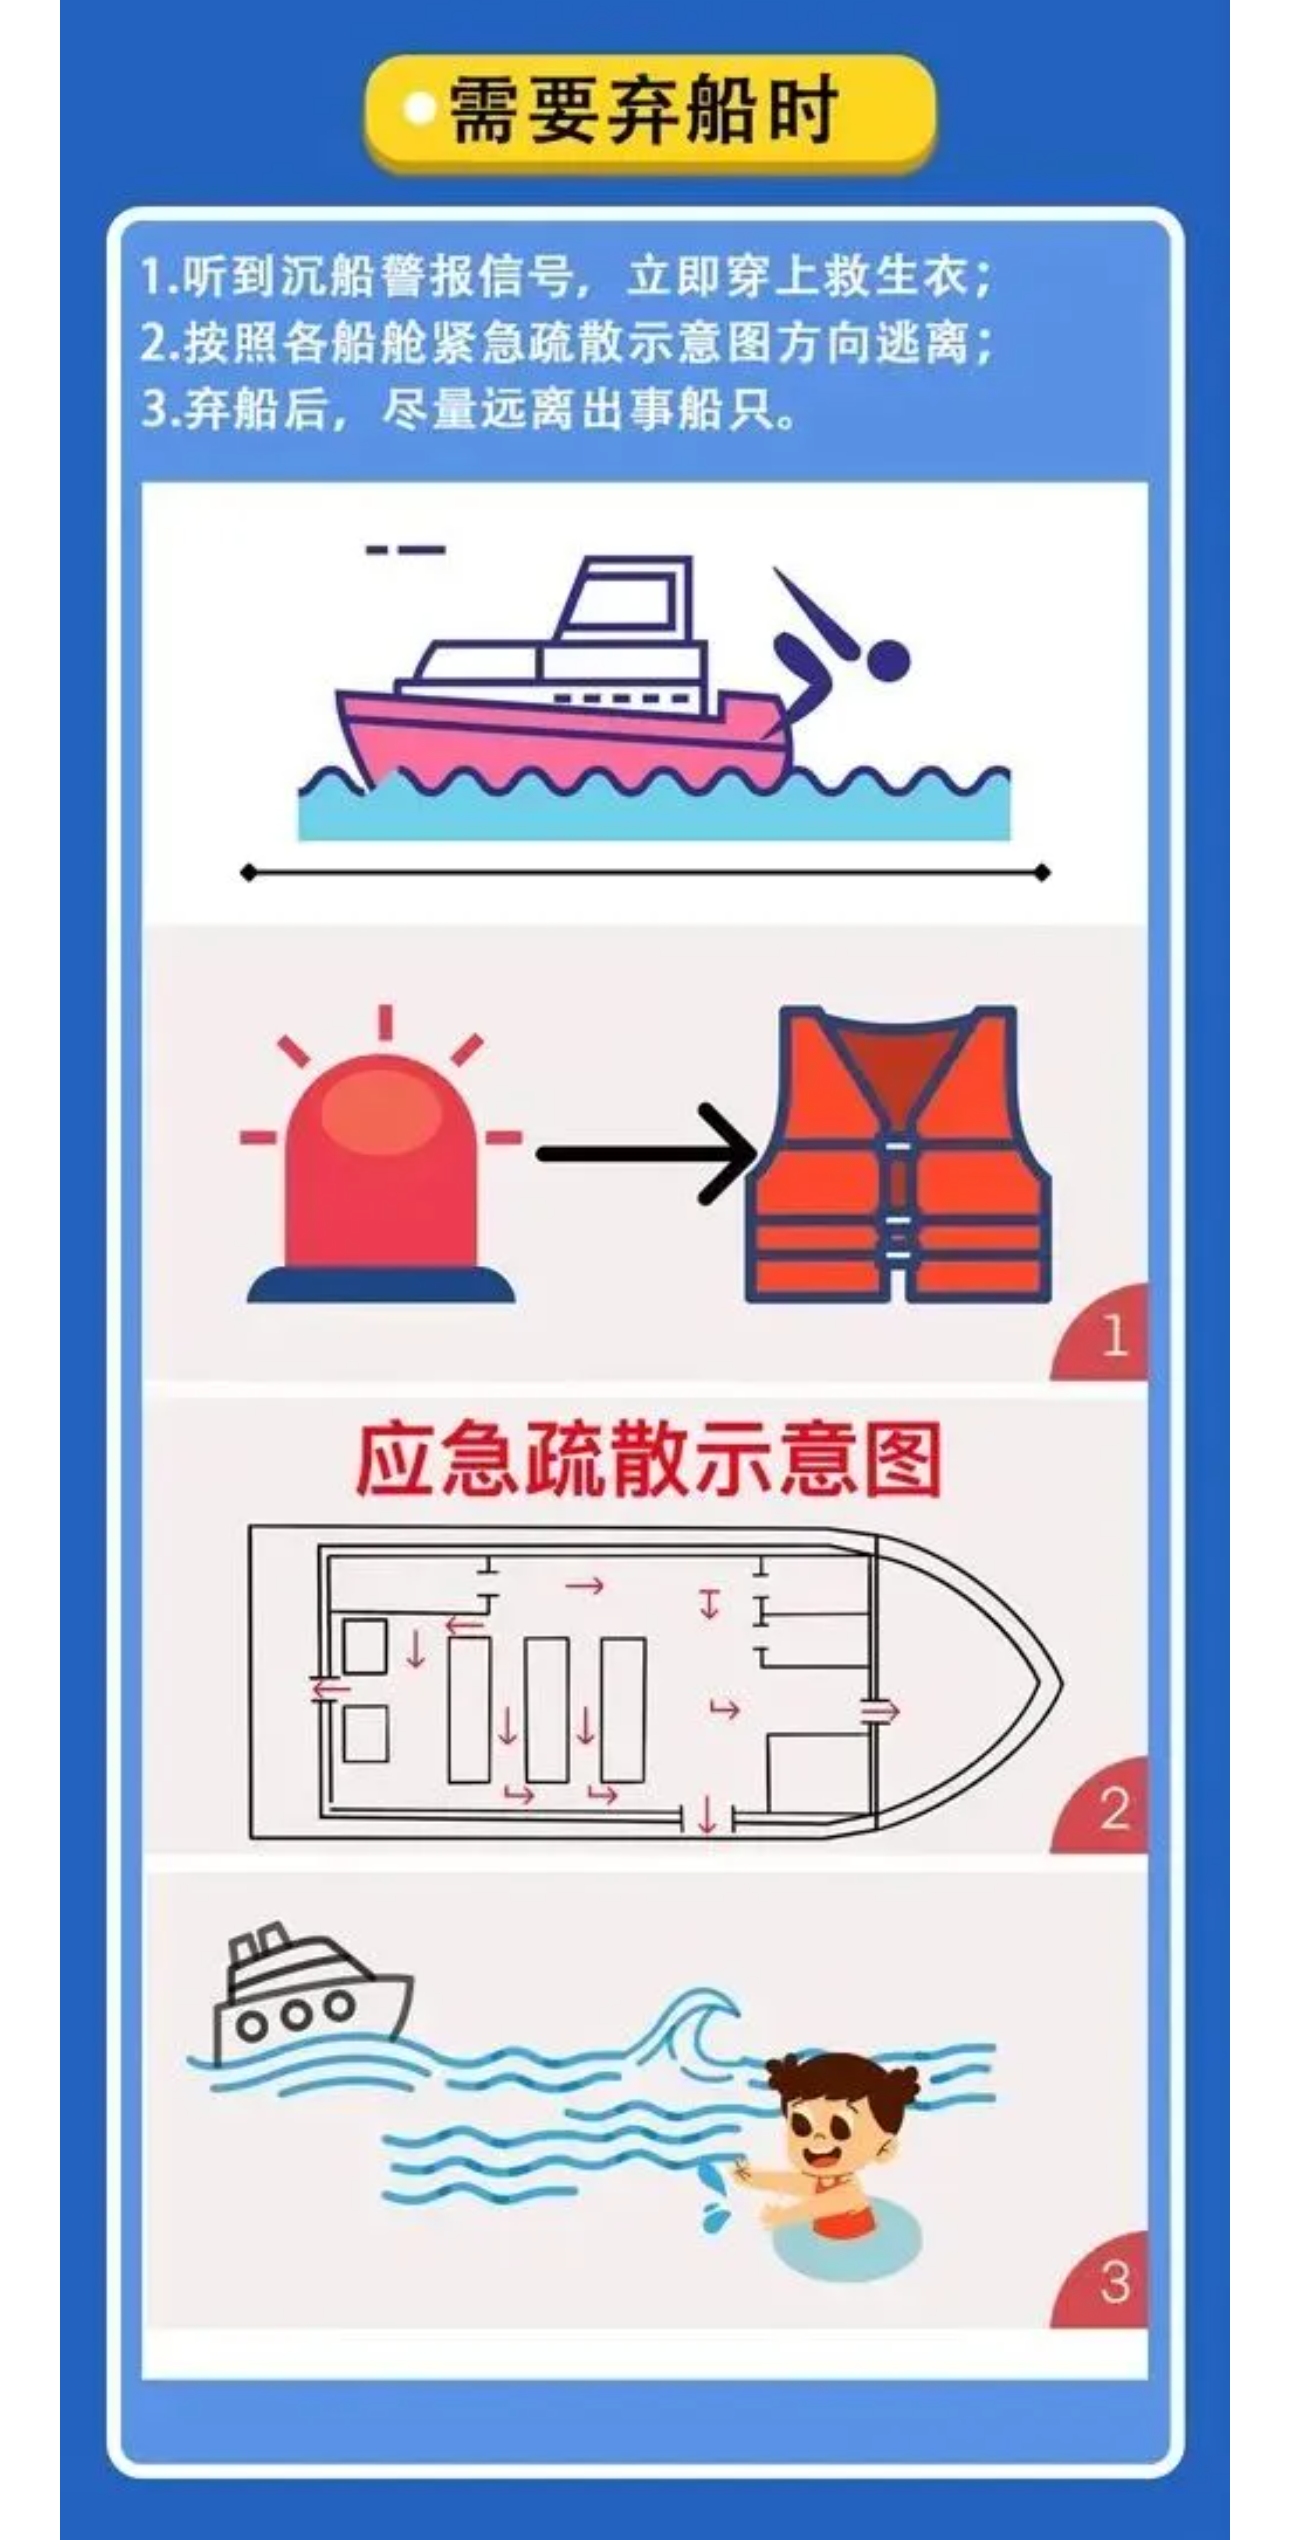 需要弃船时
1.听到沉船警报信号，立即穿上救生衣；
2.按照各船舱紧急疏散示意图方向逃离；
3.弃船后，尽量远离出事船只。
1
应急疏散示意图
2
3